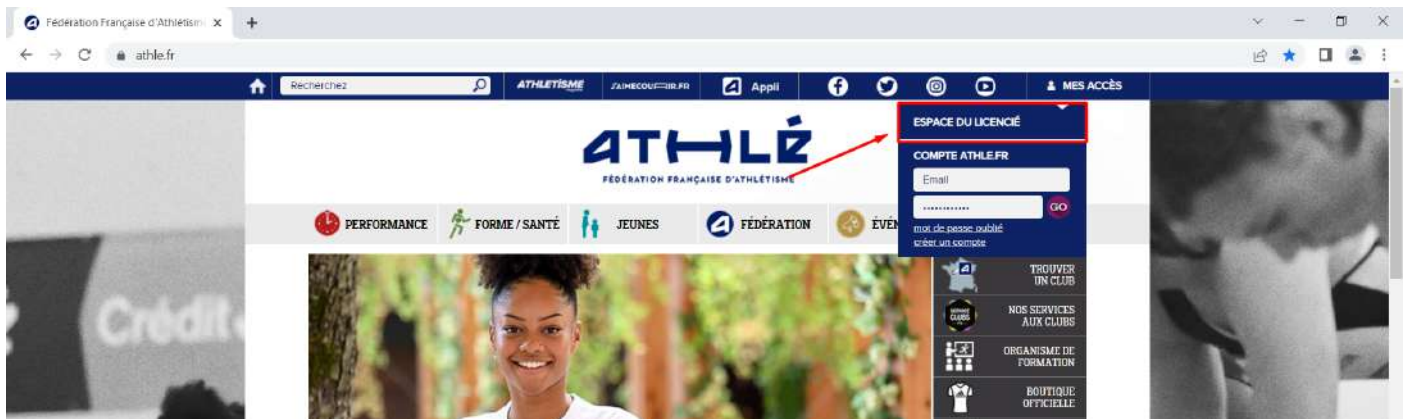 Fédération Française d'Athlétism
athle.fr
Recherchez
ATHLETISME
Appli
MES ACCÈS
ESPACE DU LICENCIÉ
ATHLÉ
FÉDÉRATION FRANÇAISE D'ATHLÉTISME
COMPTE ATHLE.FR
Email
GO
mot de passe oublié
créer un compte
PERFORMANCE
FORME / SANTÉ
JEUNES
FÉDÉRATION
ÉVÉN
TROUVER
UN CLUB
NOS SERVICES
AUX CLUBS
ORGANISME DE
FORMATION
BOUTIQUE
OFFICIELLE
Crédit